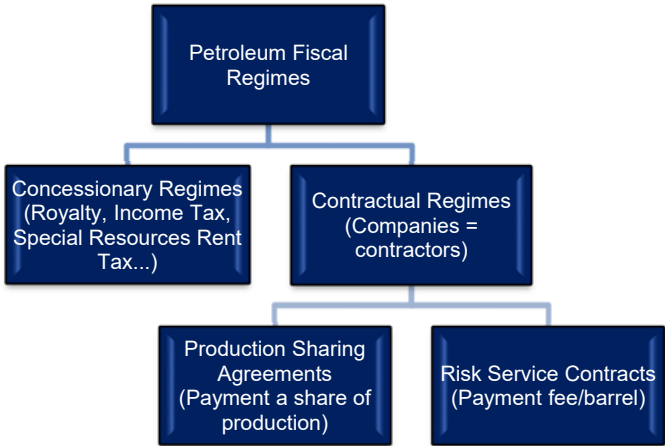 Petroleum Fiscal
Regimes
Concessionary Regimes
(Royalty, Income Tax,
Special Resources Rent
Tax...)
Contractual Regimes
(Companies =
contractors)
Production Sharing
Agreements
(Payment a share of
production)
Risk Service Contracts
(Payment fee/barrel)